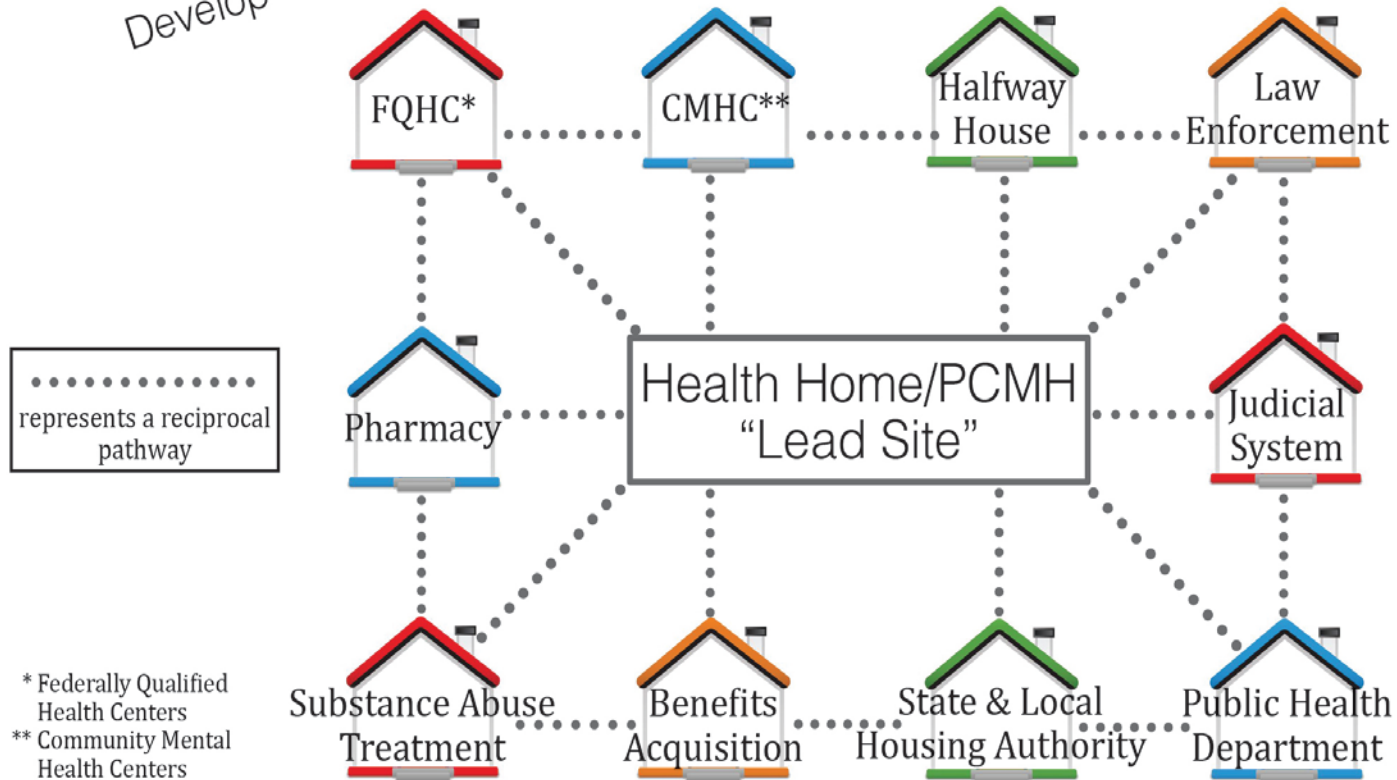 FQHC*
CMHC**
Halfway
House
Law
Enforcement
represents a reciprocal
pathway
Pharmacy
Health Home/PCMH
“Lead Site”
Judicial
System
* Federally Qualified
Health Centers
** Community Mental
Health Centers
Substance Abuse
Treatment
Benefits
Acquisition
State & Local
Housing Authority
Public Health
Department